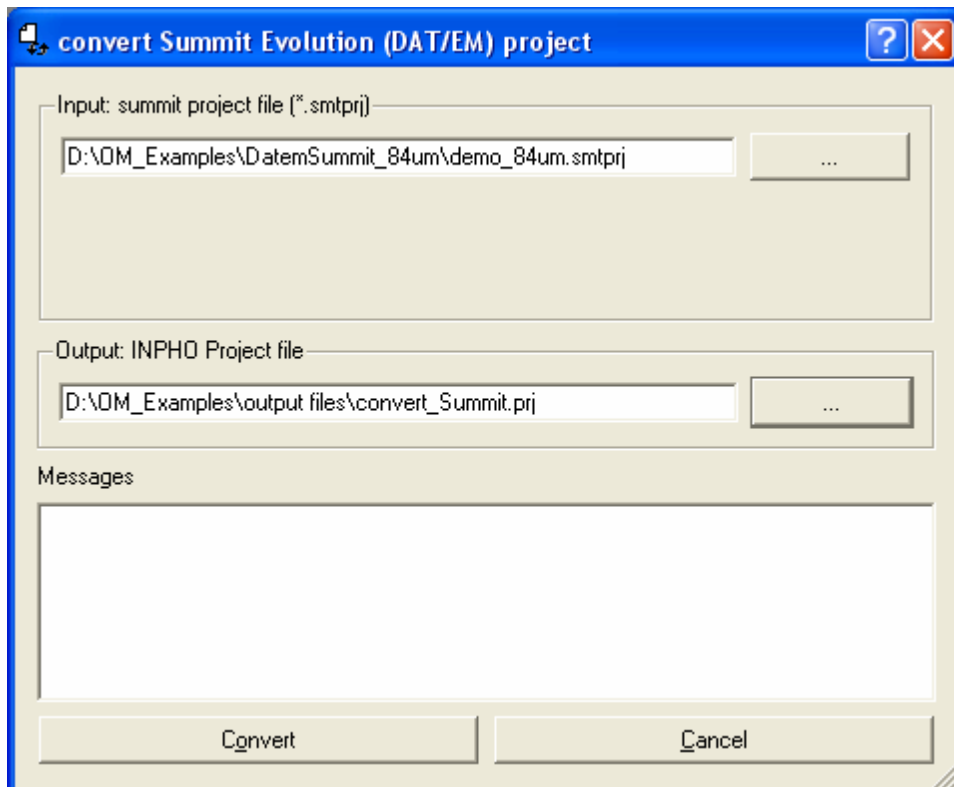 convert Summit Evolution (DAT/EM) project
Input: summit project file (*.smtprj)
D:\OM_Examples\DatemSummit_84um\demo_84um.smtprj
...
Output: INPHO Project file
D:\OM_Examples\output files\convert_Summit.prj
...
Messages
Convert
Cancel